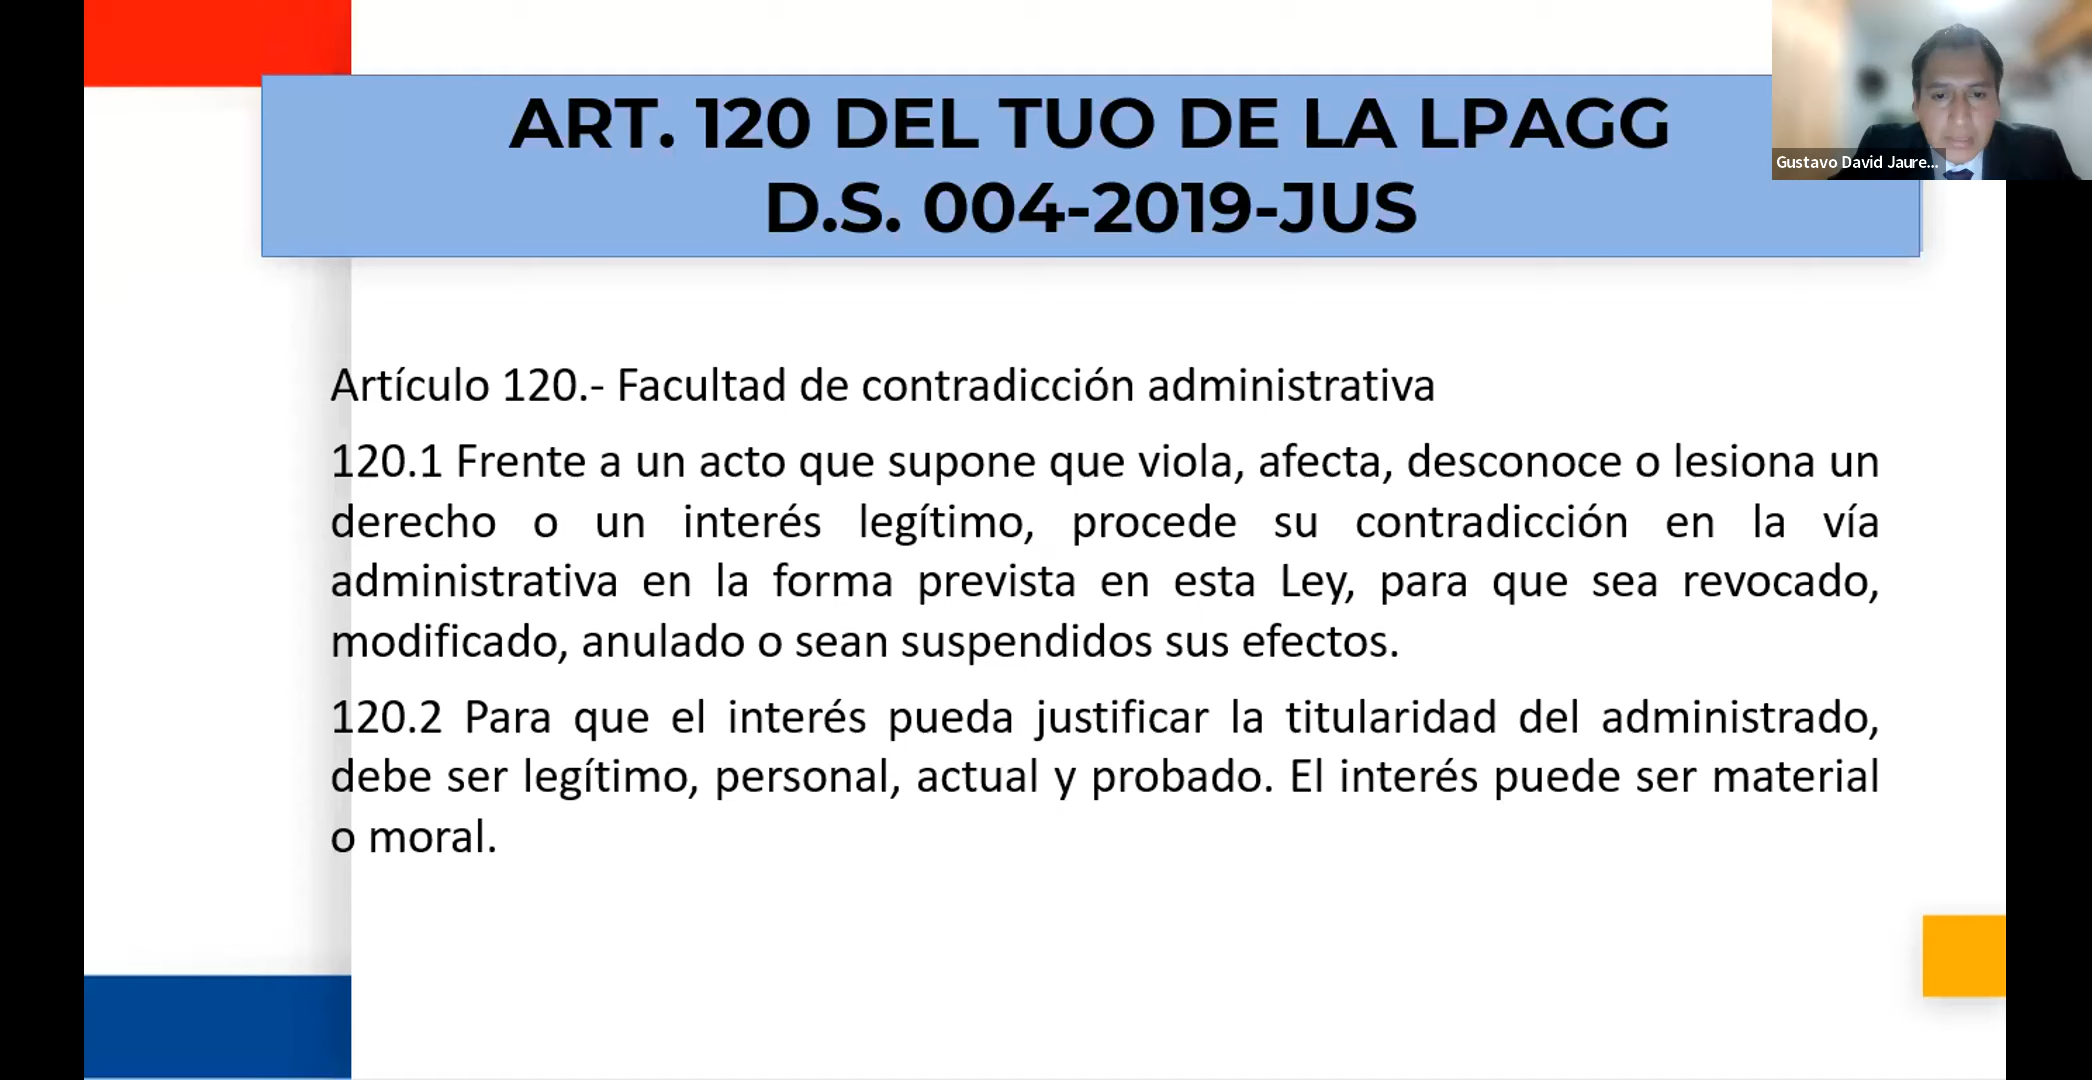 ART. 120 DEL TUO DE LA LPAGG
D.S. 004-2019-JUS
Gustavo David Jaure...
Artículo 120.- Facultad de contradicción administrativa
120.1 Frente a un acto que supone que viola, afecta, desconoce o lesiona un
derecho o un interés legítimo, procede su contradicción en la vía
administrativa en la forma prevista en esta Ley, para que sea revocado,
modificado, anulado o sean suspendidos sus efectos.
120.2 Para que el interés pueda justificar la titularidad del administrado,
debe ser legítimo, personal, actual y probado. El interés puede ser material
o moral.